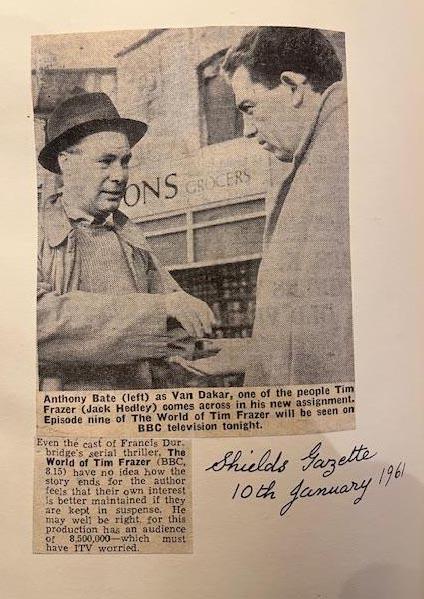 ONS GROCERS
Anthony Bate (left) as Van Dakar, one of the people Tim
Frazer (Jack Hedley) comes across in his new assignment.
Episode nine of The World of Tim Frazer will be seen on
BBC television tonight.
Even the cast of Francis Dur-
bridge's serial thriller, The
World of Tim Frazer (BBC,
8.15) have no idea how the
story ends for the author
feels that their own interest
is better maintained if they
are kept in suspense. He
may well be right, for this
production has an audience
of 8,500,000—which must
have ITV worried.
Shields Gazette
10th January 1961